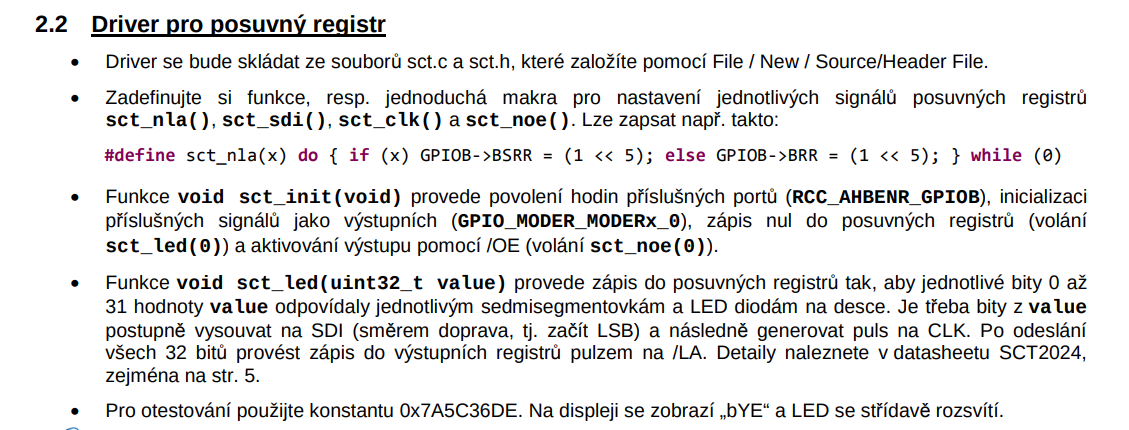 2.2 Driver pro posuvný registr
• Driver se bude skládat ze souborů sct.c a sct.h, které založíte pomocí File / New / Source/Header File.
• Zadefinujte si funkce, resp. jednoduchá makra pro nastavení jednotlivých signálů posuvných registrů
sct_nla(), sct_sdi(), sct_clk() a sct_noe(). Lze zapsat např. takto:
#define sct_nla(x) do { if (x) GPIOB->BSRR = (1 << 5); else GPIOB->BRR = (1 << 5); } while (0)
• Funkce void sct_init(void) provede povolení hodin příslušných portů (RCC_AHBENR_GPIOB), inicializaci
příslušných signálů jako výstupních (GPIO_MODER_MODERx_0), zápis nul do posuvných registrů (volání
sct_led(0)) a aktivování výstupu pomocí /OE (volání sct_noe(0)).
• Funkce void sct_led(uint32_t value) provede zápis do posuvných registrů tak, aby jednotlivé bity 0 až
31 hodnoty value odpovídaly jednotlivým sedmisegmentovkám a LED diodám na desce. Je třeba bity z value
postupně vysouvat na SDI (směrem doprava, tj. začít LSB) a následně generovat puls na CLK. Po odeslání
všech 32 bitů provést zápis do výstupních registrů pulzem na /LA. Detaily naleznete v datasheetu SCT2024,
zejména na str. 5.
• Pro otestování použijte konstantu 0x7A5C36DE. Na displeji se zobrazí „bYE“ a LED se střídavě rozsvítí.